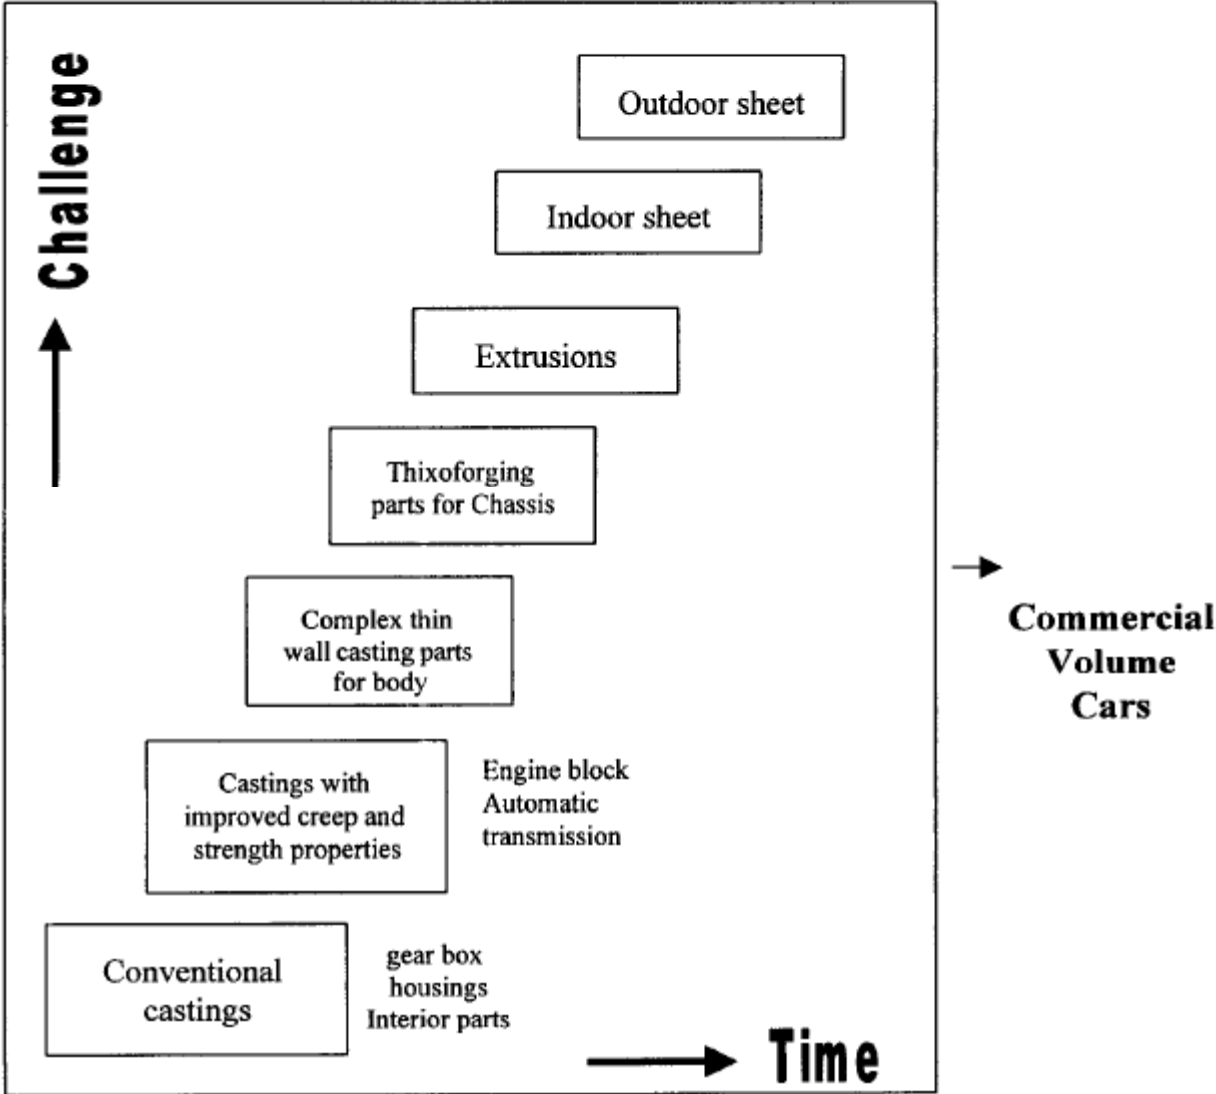 Challenge
Outdoor sheet
Indoor sheet
Extrusions
Thixoforging
parts for Chassis
Complex thin
wall casting parts
for body
Castings with
improved creep and
strength properties
Engine block
Automatic
transmission
Conventional
castings
gear box
housings
Interior parts
Time
Commercial
Volume
Cars